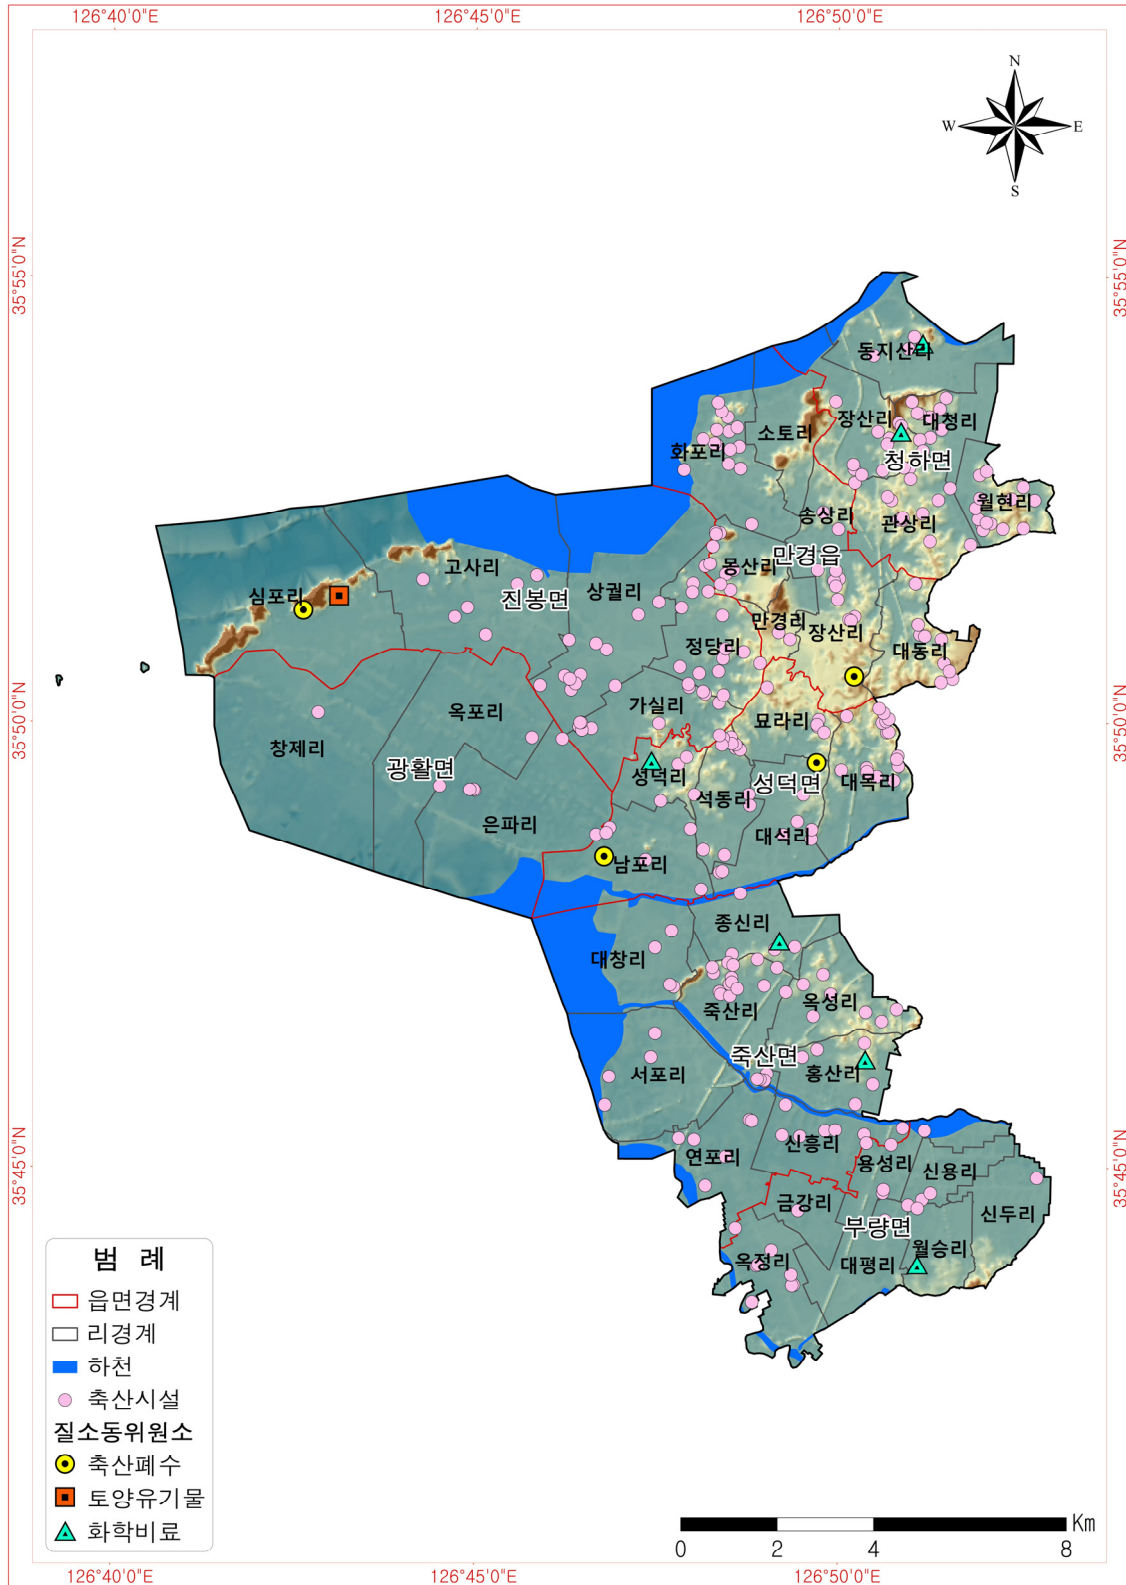 126°40'0"E 126°45'0"E 126°50'0"E
N
W E
S
35°55'0"N 35°55'0"N
동지산리
장산리 대청리
소토리
화포리
청하면
월현리
송상리 관상리
만경읍
몽산리
고사리
상궐리
심포리
진봉면
만경리 장산리
정당리 대동리
가실리
옥포리 묘라리
35°50'0"N 35°50'0"N
창제리
광활면
성덕리 성덕면 대목리
석동리
은파리
대석리
남포리
종신리
대창리
옥성리
죽산리
죽산면
서포리 홍산리
신흥리
연포리 용성리 신용리
35°45'0"N 35°45'0"N
금강리 신두리
부량면
월승리
옥정리 대평리
범 례
읍면경계
리경계
하천
축산시설
질소동위원소
축산폐수
토양유기물
화학비료
Km
0 2 4 8
126°40'0"E 126°45'0"E 126°50'0"E